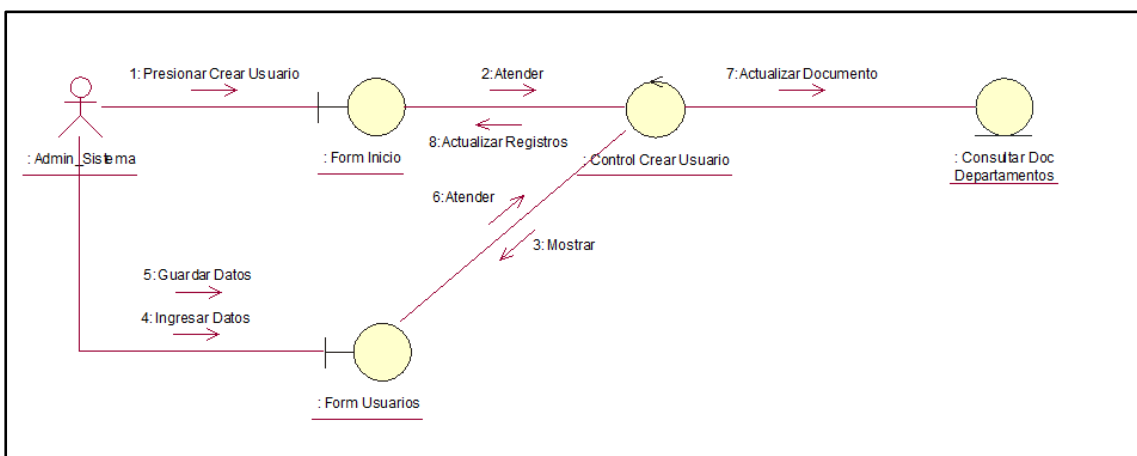 1: Presionar Crear Usuario
2: Atender
7: Actualizar Documento
8: Actualizar Registros
: Admin_Sistema
: Form Inicio
: Control Crear Usuario
: Consultar Doc
Departamentos
6: Atender
3: Mostrar
5: Guardar Datos
4: Ingresar Datos
: Form Usuarios